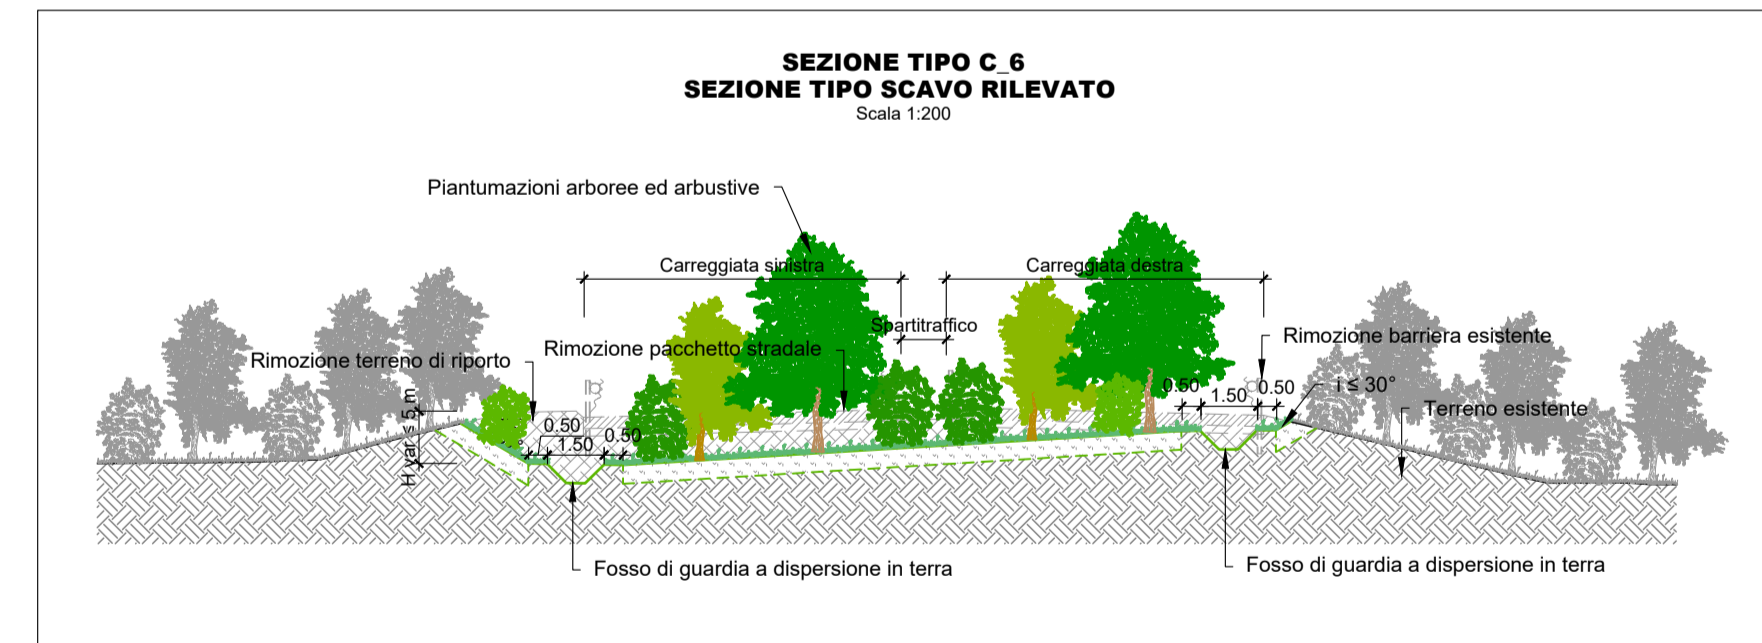 SEZIONE TIPO C_6
SEZIONE TIPO SCAVO RILEVATO
Scala 1:200
Piantumazioni arboree ed arbustive
Carreggiata sinistra
Carreggiata destra
Spartitraffico
Rimozione barriera esistente
Rimozione pacchetto stradale
Rimozione terreno di riporto
0.50
1.50
0.50
i ≤ 30°
Terreno esistente
H var. ≤ 5 m
0.50
1.50
0.50
Fosso di guardia a dispersione in terra
Fosso di guardia a dispersione in terra